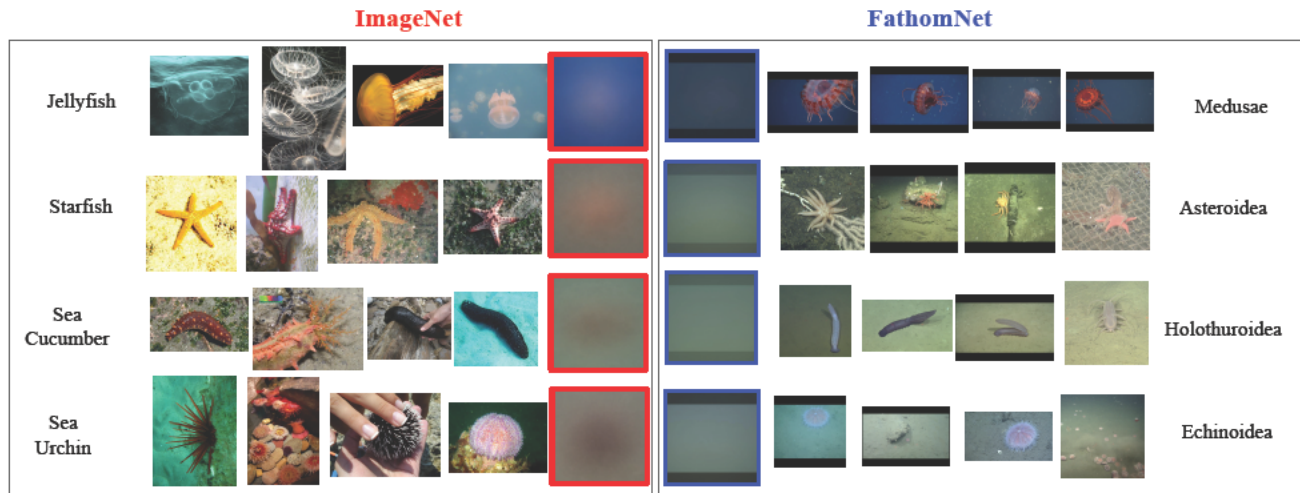 ImageNet
FathomNet
Jellyfish
Medusae
Starfish
Asteroidea
Sea
Cucumber
Holothuroidea
Sea
Urchin
Echinoidea